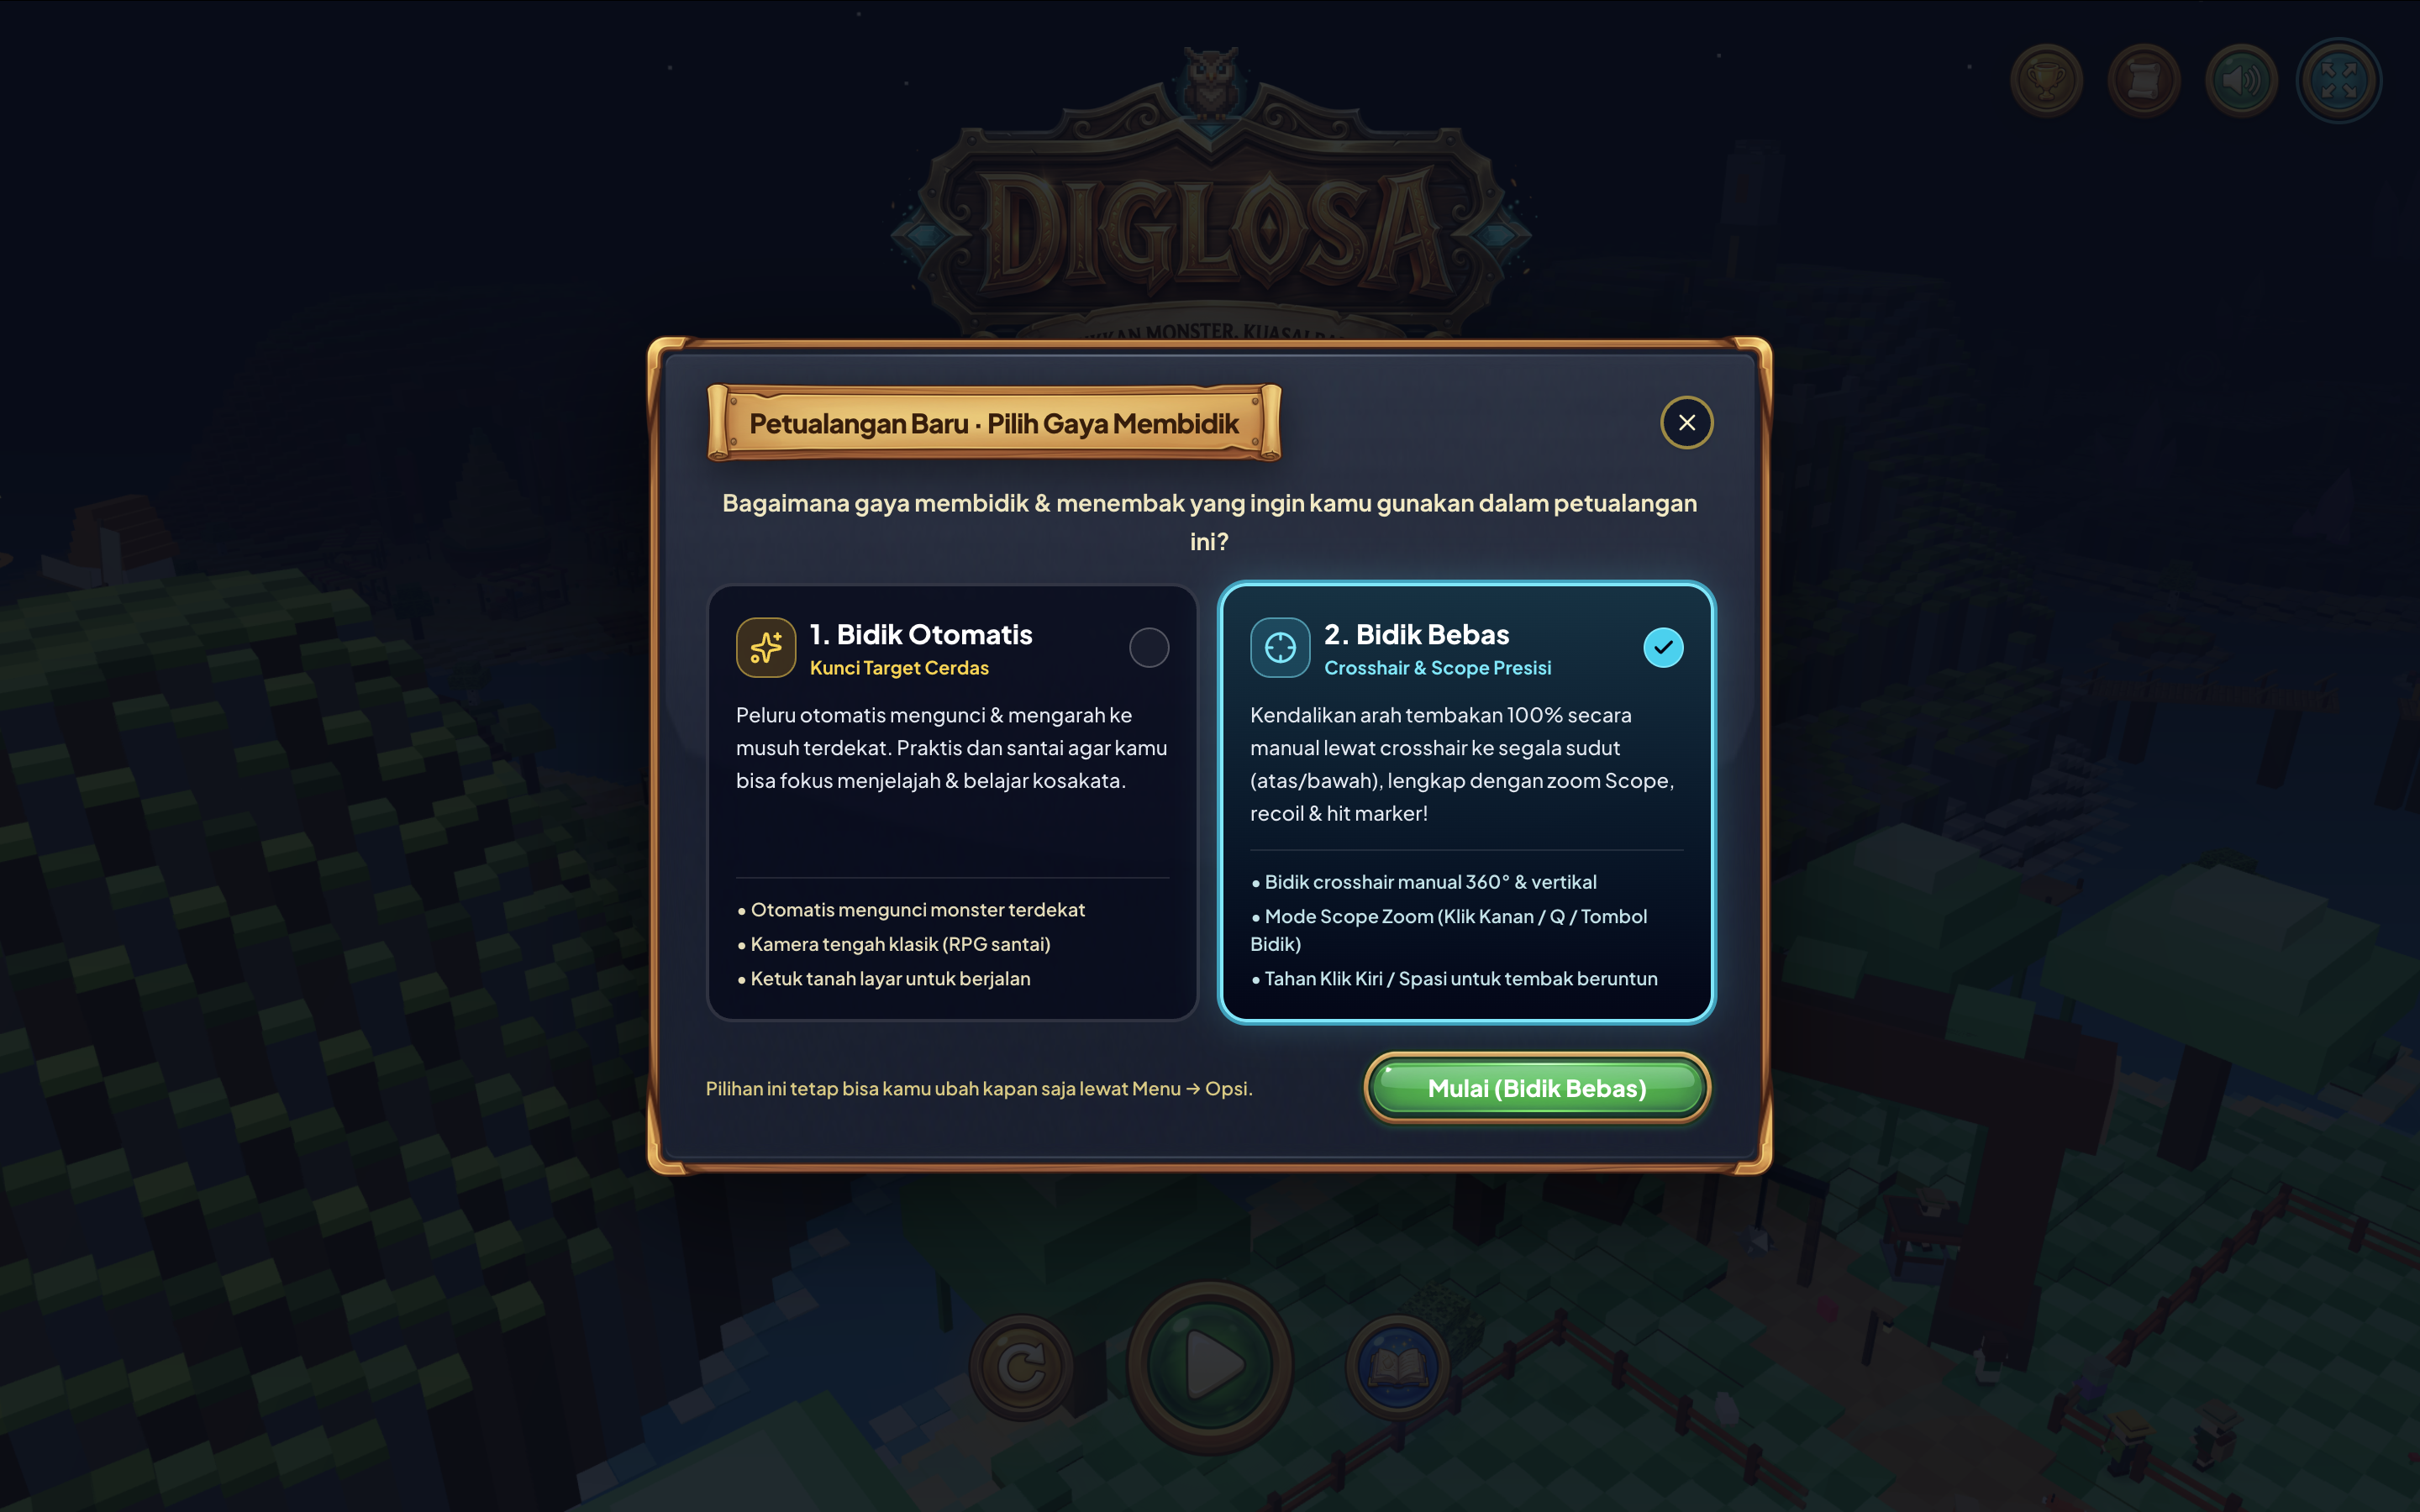 DIGLOSA
MONSTER, KUASAI
Petualangan Baru · Pilih Gaya Membidik
Bagaimana gaya membidik & menembak yang ingin kamu gunakan dalam petualangan
ini?
1. Bidik Otomatis
Kunci Target Cerdas
Peluru otomatis mengunci & mengarah ke
musuh terdekat. Praktis dan santai agar kamu
bisa fokus menjelajah & belajar kosakata.
• Otomatis mengunci monster terdekat
• Kamera tengah klasik (RPG santai)
• Ketuk tanah layar untuk berjalan
2. Bidik Bebas
Crosshair & Scope Presisi
Kendalikan arah tembakan 100% secara
manual lewat crosshair ke segala sudut
(atas/bawah), lengkap dengan zoom Scope,
recoil & hit marker!
• Bidik crosshair manual 360° & vertikal
• Mode Scope Zoom (Klik Kanan / Q / Tombol
Bidik)
• Tahan Klik Kiri / Spasi untuk tembak beruntun
Pilihan ini tetap bisa kamu ubah kapan saja lewat Menu → Opsi.
Mulai (Bidik Bebas)